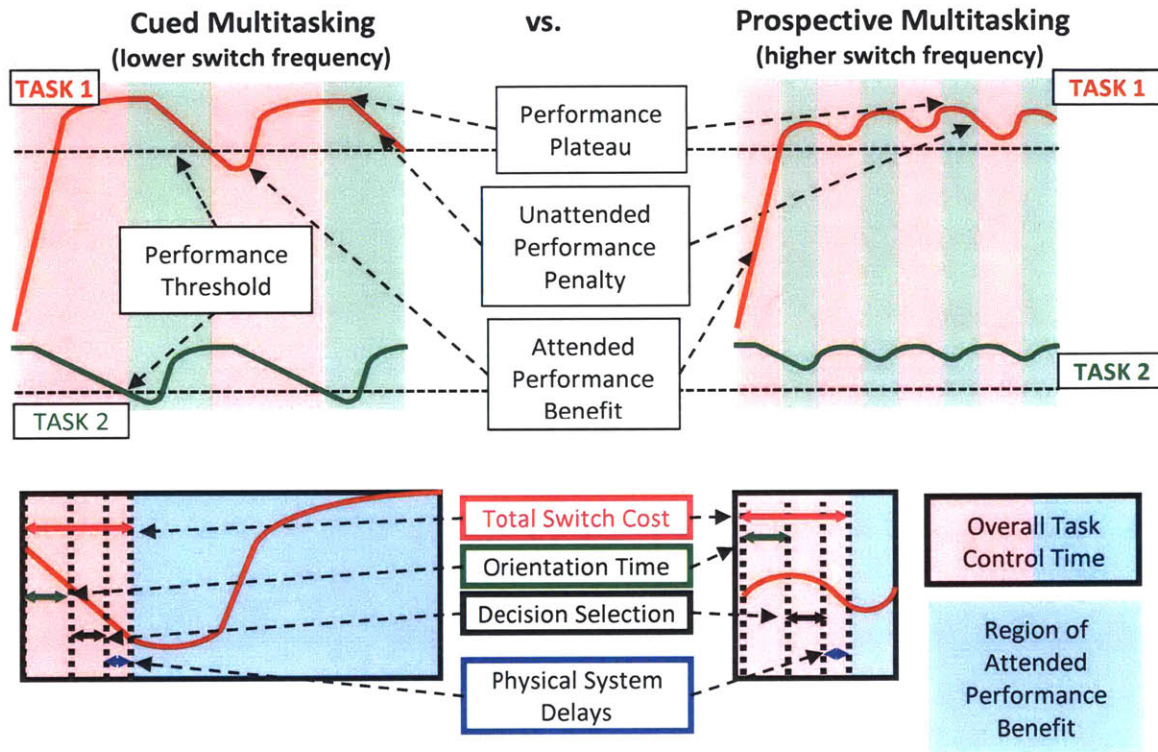 Cued Multitasking
(lower switch frequency)
vs.
Prospective Multitasking
(higher switch frequency)
TASK 1
TASK 1
Performance
Plateau
Performance
Threshold
Unattended
Performance
Penalty
Attended
Performance
Benefit
TASK 2
TASK 2
Total Switch Cost
Orientation Time
Decision Selection
Physical System
Delays
Overall Task
Control Time
Region of
Attended
Performance
Benefit